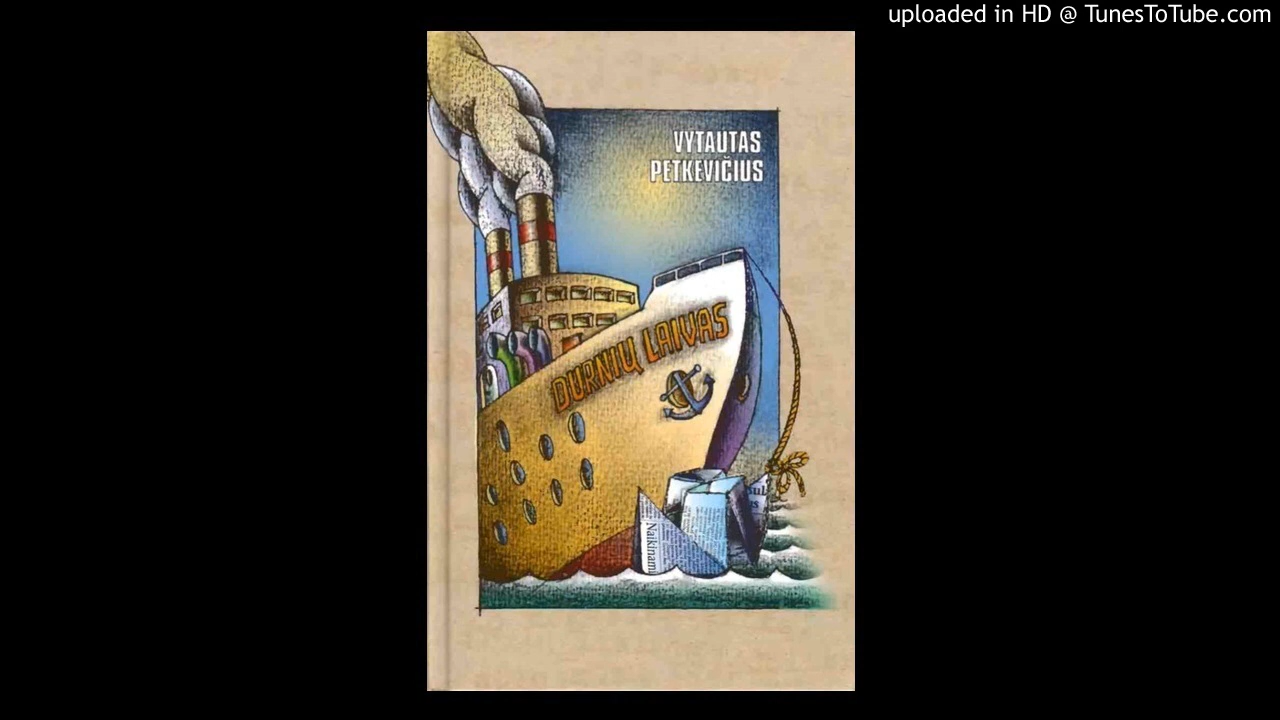 uploaded in HD @ TunesToTube.com
VYTAUTAS
PETKEVIČIUS
DURNIŲ LAIVAS
Naikinam